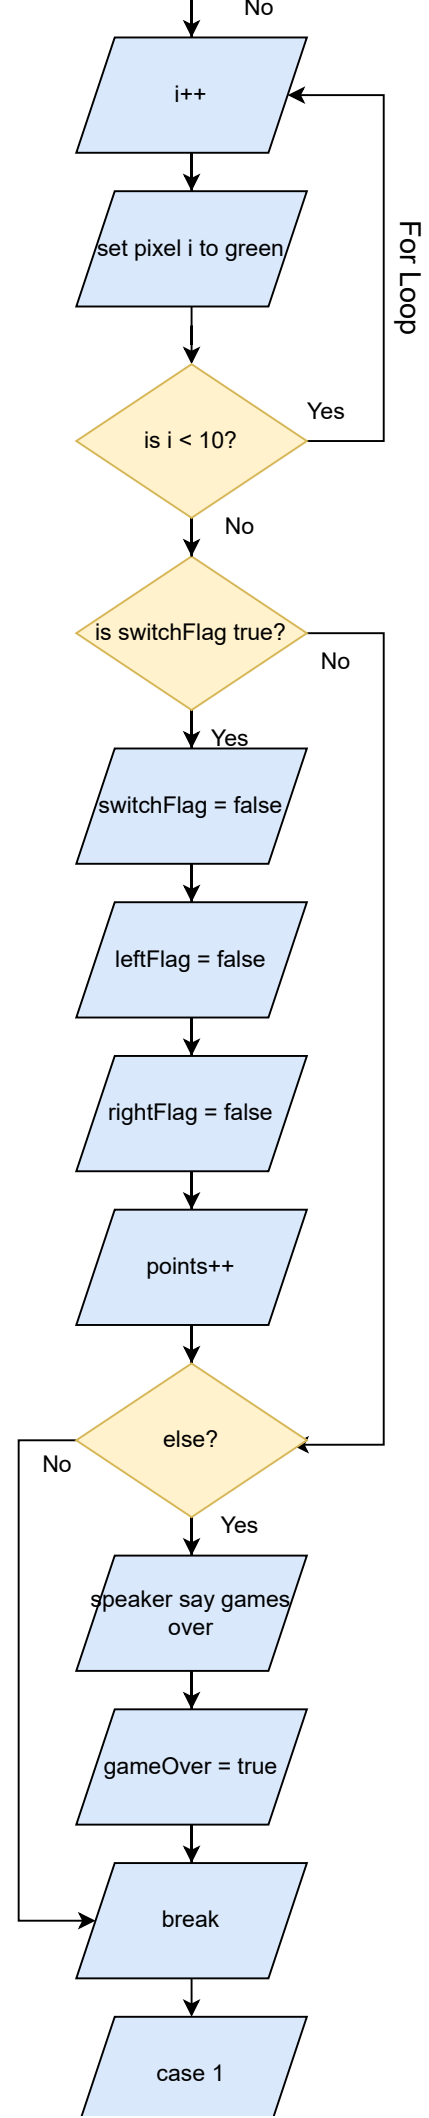 No
i++
set pixel i to green
For Loop
is i < 10?
Yes
No
is switchFlag true?
No
Yes
switchFlag = false
leftFlag = false
rightFlag = false
points++
else?
No
Yes
speaker say games
over
gameOver = true
break
case 1